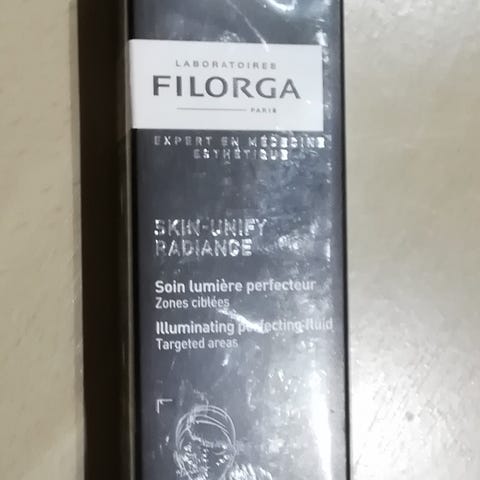 LABORATOIRES
FILORGA
PARIS
EXPERT EN MÉDECINE
ESTHÉTIQUE
SKIN-UNIFY
RADIANCE
Soin lumière perfecteur
Zones ciblées
Illuminating perfecting fluid
Targeted areas